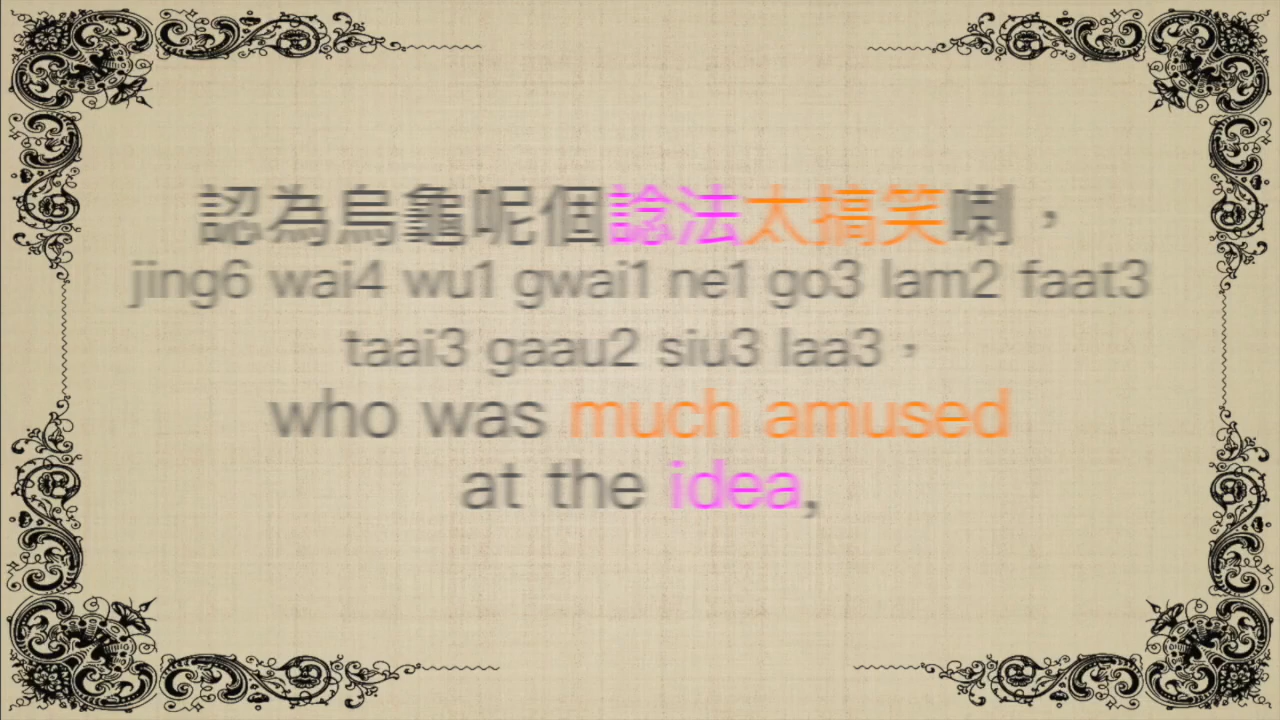 認為烏龜呢個諗法太搞笑喇，
jing6 wai4 wu1 gwai1 ne1 go3 lam2 faat3
taai3 gaau2 siu3 laa3，
who was much amused
at the idea,